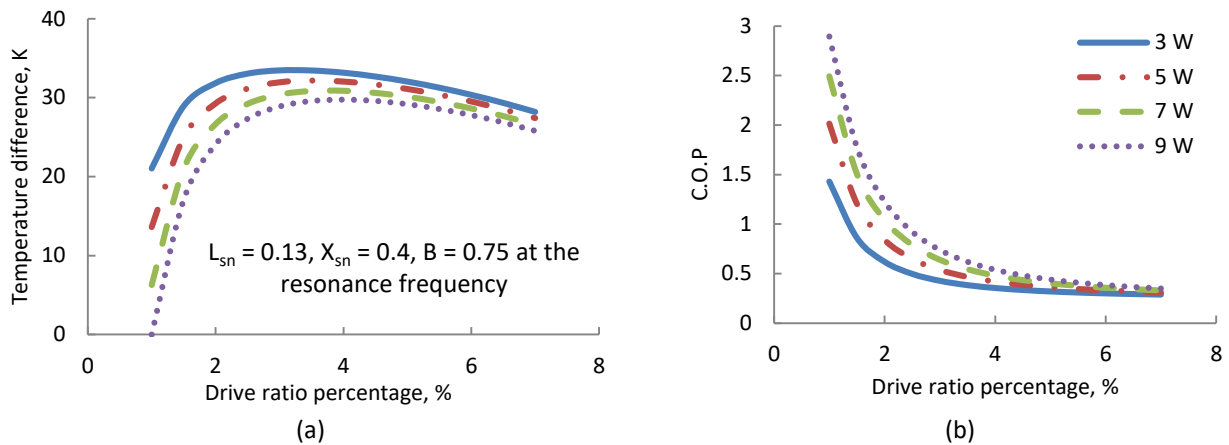 Temperature difference, K
40
30
20
10
0
L_sn = 0.13, X_sn = 0.4, B = 0.75 at the
resonance frequency
0 2 4 6 8
Drive ratio percentage, %
(a)
C.O.P
3
2.5
2
1.5
1
0.5
0
3 W
5 W
7 W
9 W
0 2 4 6 8
Drive ratio percentage, %
(b)